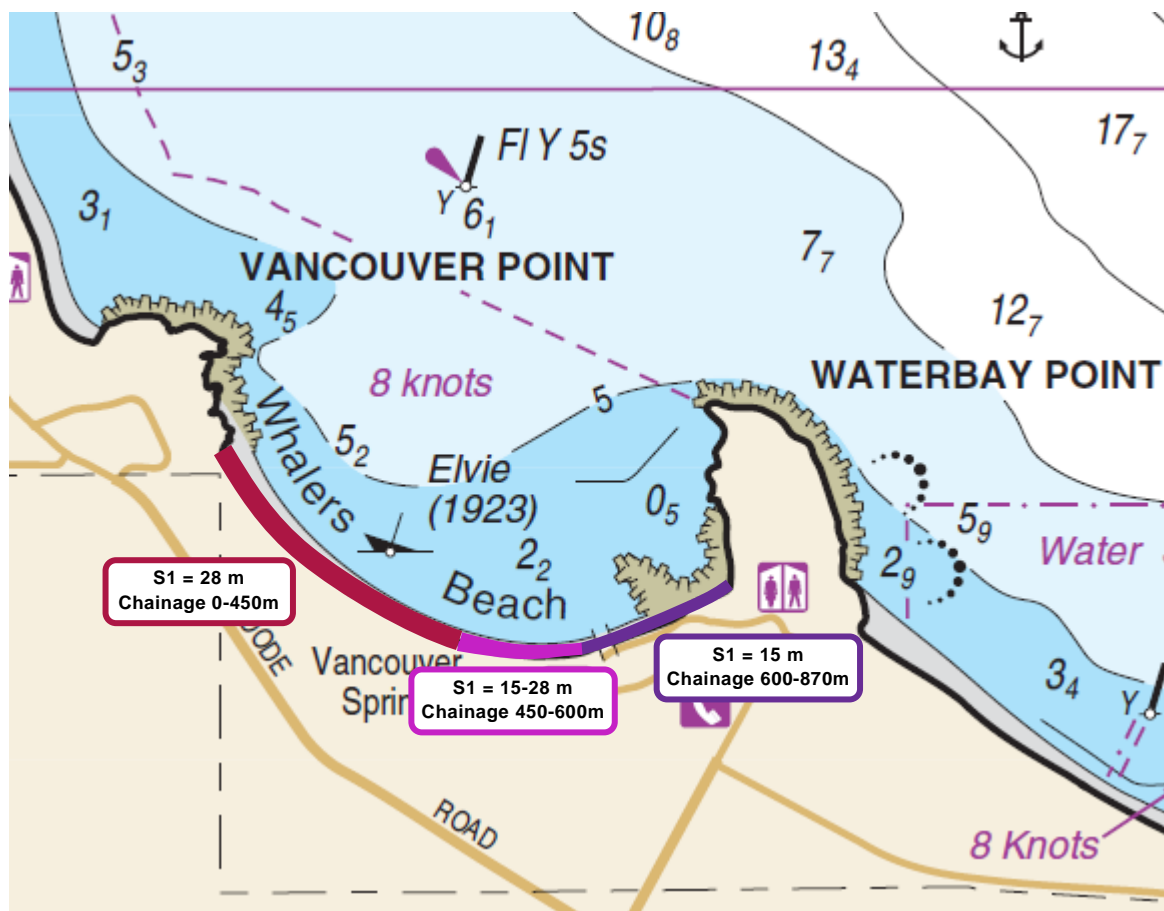 5₃
10₈
13₄
17₇
Fl Y 5s
Y 6₁
3₁
VANCOUVER POINT
7₇
4₅
12₇
8 knots
WATERBAY POINT
5
Whalers
5₂
Elvie
(1923)
0₅
5₉
Water
2₂
2₉
Beach
S1 = 28 m
Chainage 0-450m
Vancouver
S1 = 15 m
Chainage 600-870m
S1 = 15-28 m
Chainage 450-600m
3₄
Y
ROAD
8 Knots